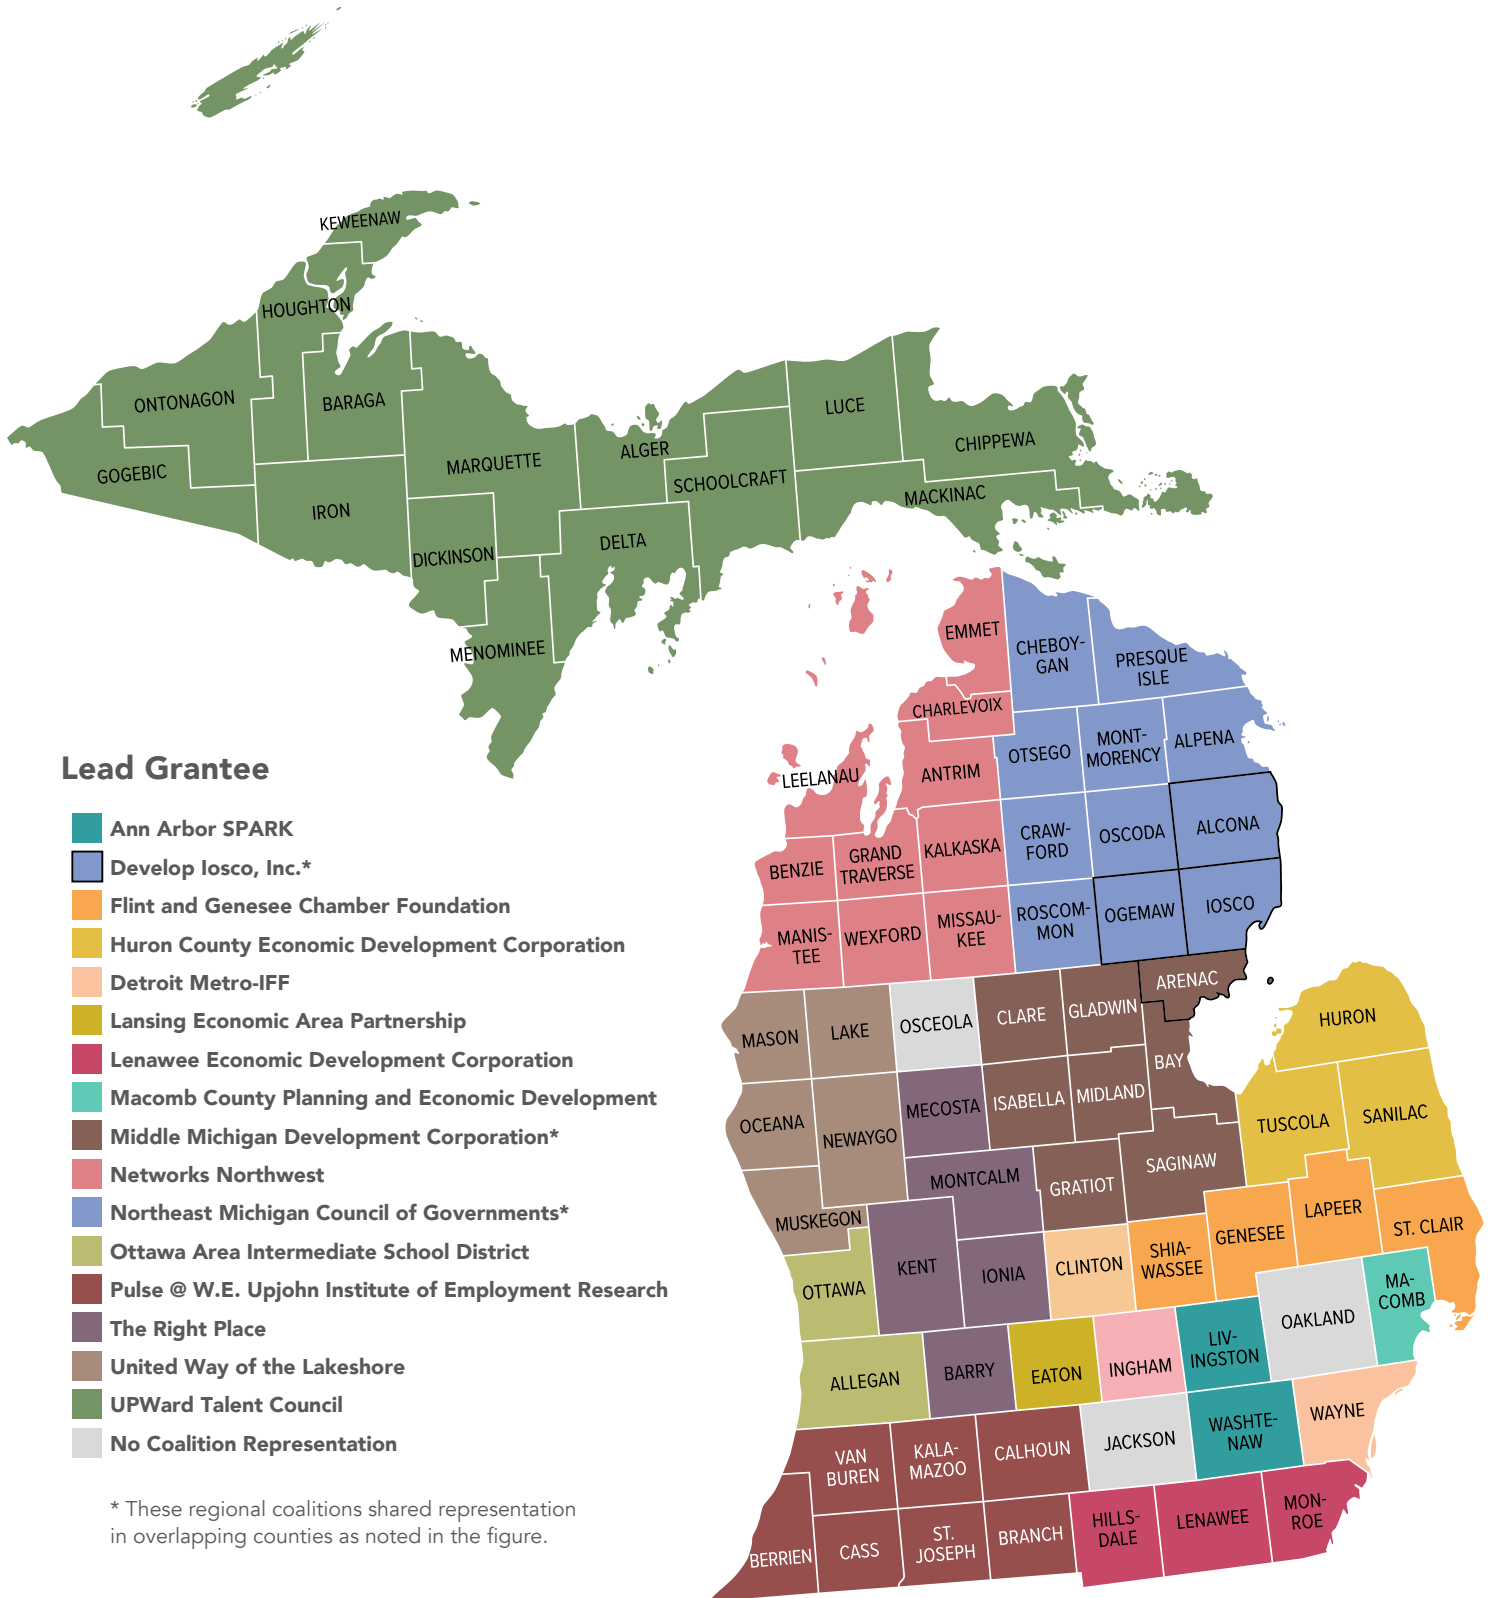 KEWEENAW
HOUGHTON
ONTONAGON
BARAGA
GOGEBIC
IRON
MARQUETTE
DICKINSON
MENOMINEE
ALGER
DELTA
SCHOOLCRAFT
LUCE
CHIPPEWA
MACKINAC
EMMET
CHEBOY-
GAN
PRESQUE
ISLE
CHARLEVOIX
LEELANAU
ANTRIM
OTSEGO
MONT-
MORENCY
ALPENA
BENZIE
GRAND
TRAVERSE
KALKASKA
CRAW-
FORD
OSCODA
ALCONA
MANIS-
TEE
WEXFORD
MISSAU-
KEE
ROSCOM-
MON
OGEMAW
IOSCO
MASON
LAKE
OSCEOLA
CLARE
GLADWIN
ARENAC
OCEANA
NEWAYGO
MECOSTA
ISABELLA
MIDLAND
BAY
HURON
TUSCOLA
SANILAC
MUSKEGON
MONTCALM
GRATIOT
SAGINAW
OTTAWA
KENT
IONIA
CLINTON
SHIA-
WASSEE
GENESEE
LAPEER
ST. CLAIR
ALLEGAN
BARRY
EATON
INGHAM
LIV-
INGSTON
OAKLAND
MA-
COMB
VAN
BUREN
KALA-
MAZOO
CALHOUN
JACKSON
WASHTE-
NAW
WAYNE
BERRIEN
CASS
ST.
JOSEPH
BRANCH
HILLS-
DALE
LENAWEE
MON-
ROE
Lead Grantee
Ann Arbor SPARK
Develop Iosco, Inc.*
Flint and Genesee Chamber Foundation
Huron County Economic Development Corporation
Detroit Metro-IFF
Lansing Economic Area Partnership
Lenawee Economic Development Corporation
Macomb County Planning and Economic Development
Middle Michigan Development Corporation*
Networks Northwest
Northeast Michigan Council of Governments*
Ottawa Area Intermediate School District
Pulse @ W.E. Upjohn Institute of Employment Research
The Right Place
United Way of the Lakeshore
UPWard Talent Council
No Coalition Representation
* These regional coalitions shared representation
in overlapping counties as noted in the figure.